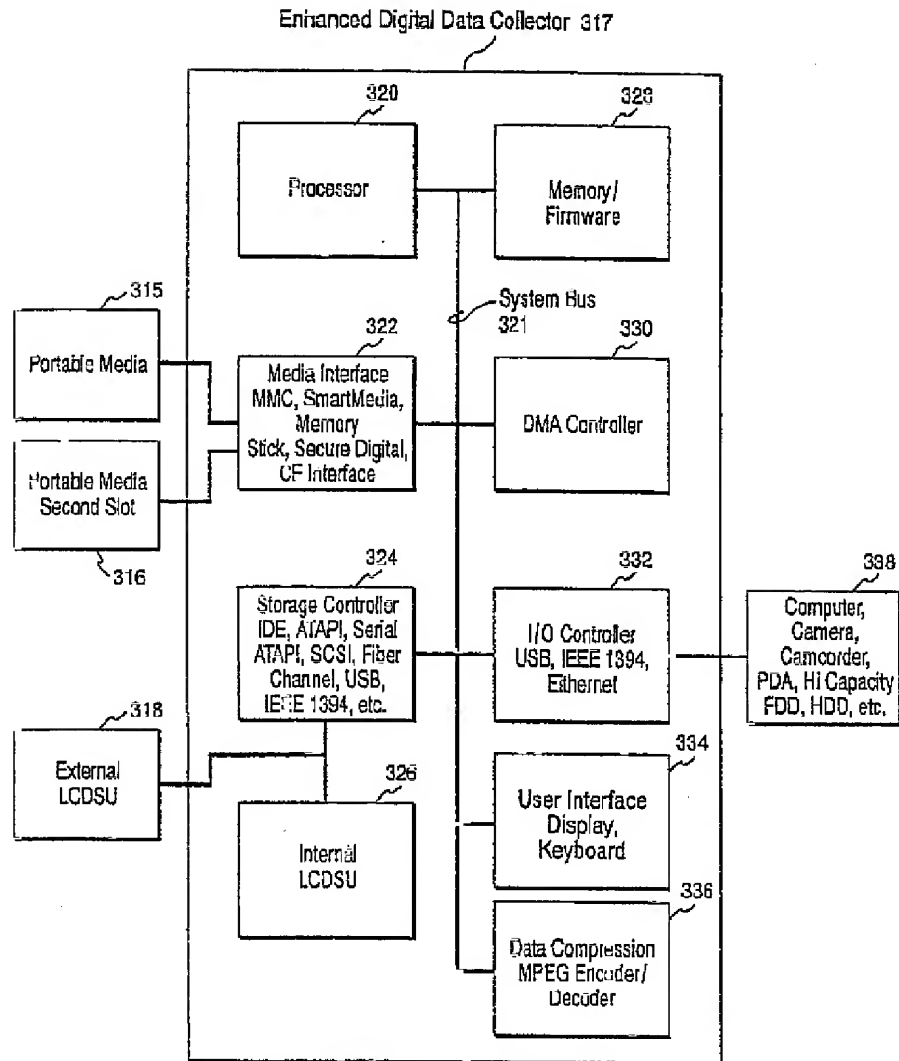 Enhanced Digital Data Collector 317
320
328
Processor
Memory/
Firmware
315
Portable Media
System Bus
321
322
330
Media Interface
MMC, SmartMedia,
Memory
Stick, Secure Digital,
CF Interface
DMA Controller
Portable Media
Second Slot
316
324
332
338
Storage Controller
IDE, ATAPI, Serial
ATAPI, SCSI, Fiber
Channel, USB,
IEEE 1394, etc.
I/O Controller
USB, IEEE 1394,
Ethernet
Computer,
Camera,
Camcorder,
PDA, Hi Capacity
FDD, HDD, etc.
318
External
LCDSU
326
Internal
LCDSU
334
User Interface
Display,
Keyboard
336
Data Compression
MPEG Encoder/
Decoder